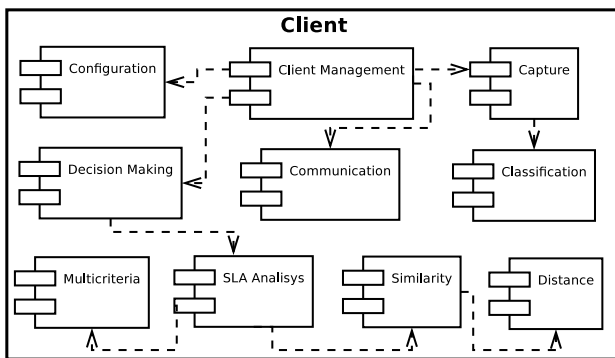 Client
Configuration
Client Management
Capture
Decision Making
Communication
Classification
Multicriteria
SLA Analisys
Similarity
Distance